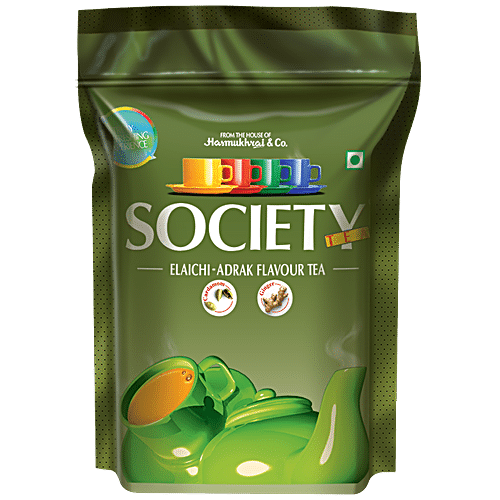 FROM THE HOUSE OF
Hasmukhrai & Co.
SOCIETY
TEA
ELAICHI-ADRAK FLAVOUR TEA
Cardamom
Ginger